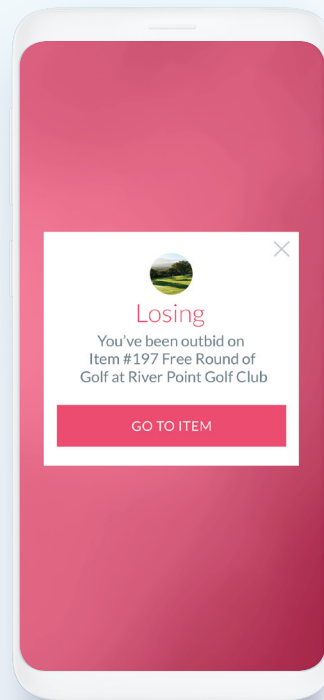 Losing
You've been outbid on
Item #197 Free Round of
Golf at River Point Golf Club
GO TO ITEM